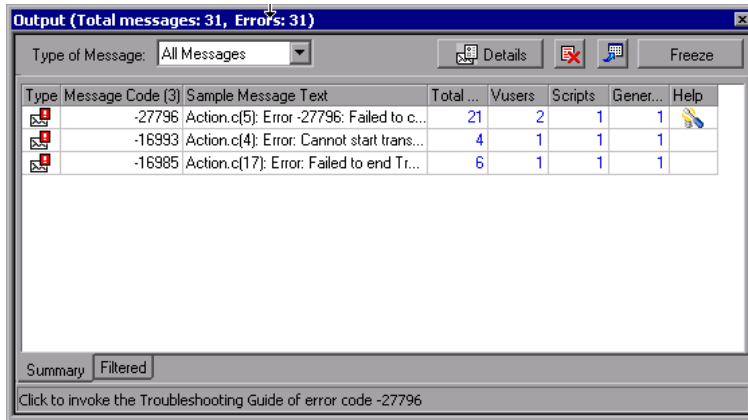 Output (Total messages: 31, Errors: 31)
Type of Message: All Messages Details Freeze
Type Message Code (3) Sample Message Text Total ... Vusers Scripts Gener... Help
-27796 Action.c(5): Error -27796: Failed to c... 21 2 1 1
-16993 Action.c(4): Error: Cannot start trans... 4 1 1 1
-16985 Action.c(17): Error: Failed to end Tr... 6 1 1 1
Summary Filtered
Click to invoke the Troubleshooting Guide of error code -27796